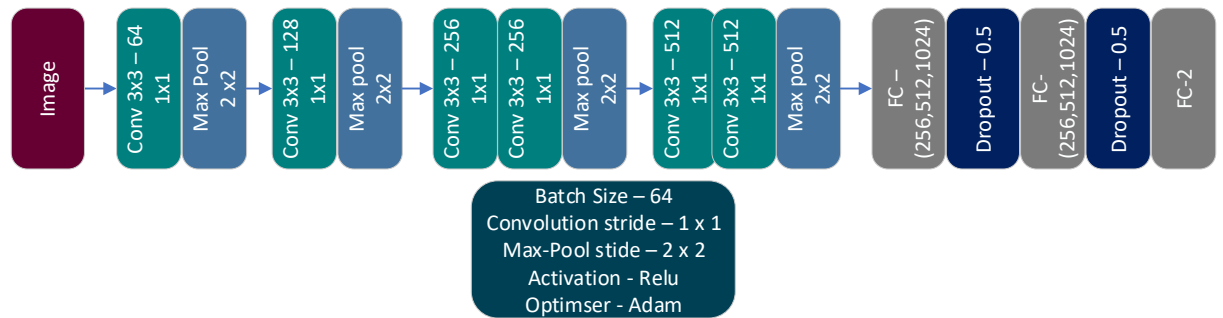 Image
Conv 3x3 – 64
1x1
Max Pool
2 x2
Conv 3x3 – 128
1x1
Max pool
2x2
Conv 3x3 – 256
1x1
Conv 3x3 – 256
1x1
Max pool
2x2
Conv 3x3 – 512
1x1
Conv 3x3 – 512
1x1
Max pool
2x2
FC –
(256,512,1024)
Dropout – 0.5
FC-
(256,512,1024)
Dropout – 0.5
FC-2
Batch Size – 64
Convolution stride – 1 x 1
Max-Pool stide – 2 x 2
Activation - Relu
Optimser - Adam